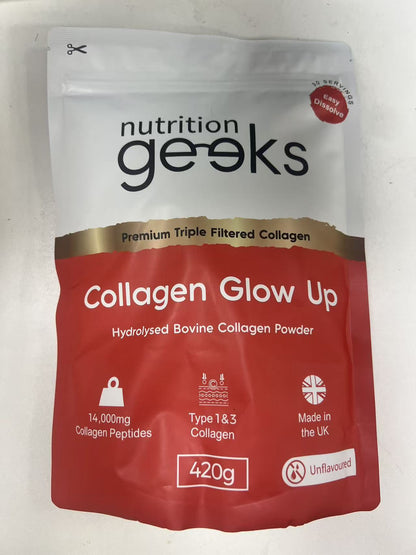 30 SERVINGS
Easy
Dissolve
nutrition
geeks
Premium Triple Filtered Collagen
Collagen Glow Up
Hydrolysed Bovine Collagen Powder
14,000mg
Collagen Peptides
Type 1 & 3
Collagen
Made in
the UK
420g
Unflavoured